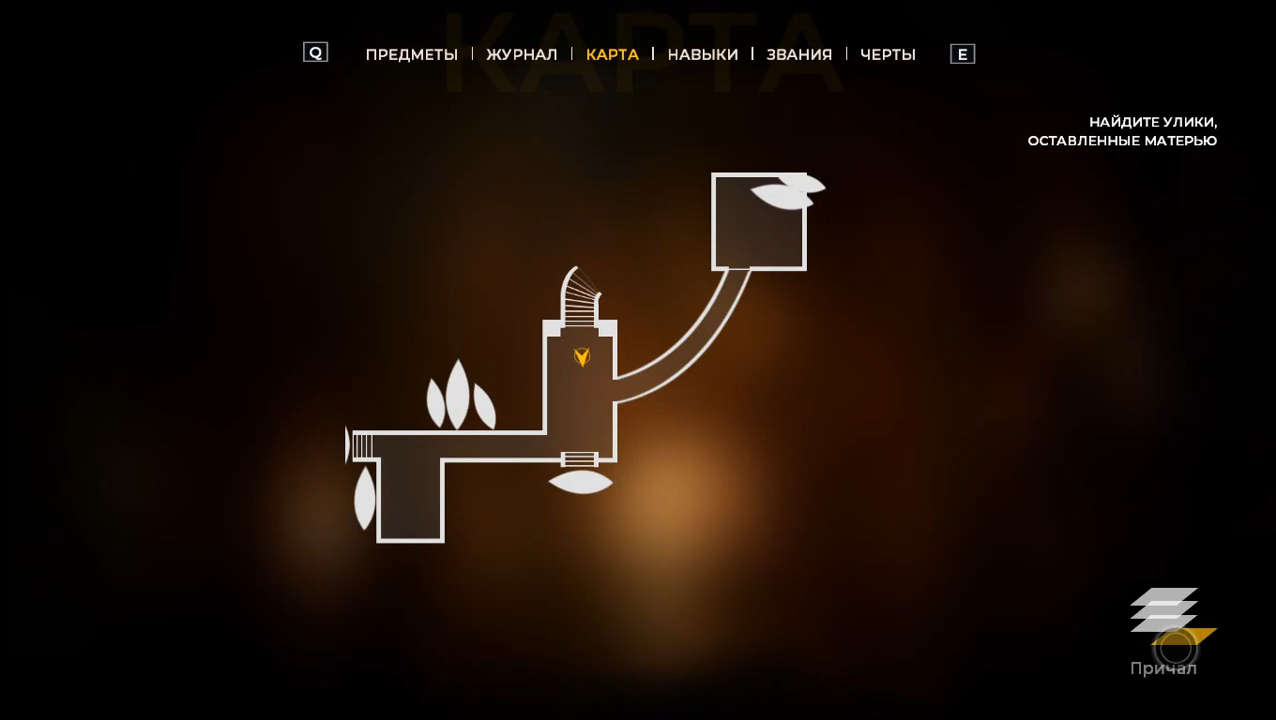 КАРТА
Q ПРЕДМЕТЫ ЖУРНАЛ КАРТА НАВЫКИ ЗВАНИЯ ЧЕРТЫ E
НАЙДИТЕ УЛИКИ,
ОСТАВЛЕННЫЕ МАТЕРЬЮ
Причал